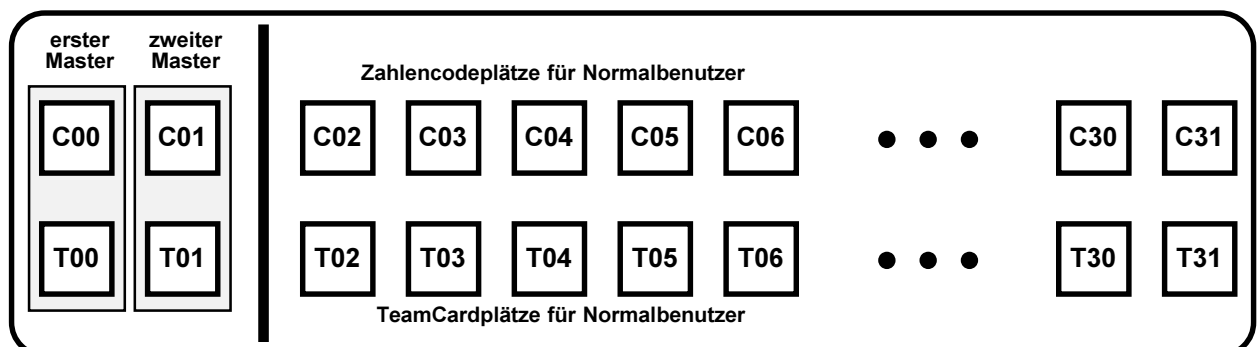 erster
Master
zweiter
Master
Zahlencodeplätze für Normalbenutzer
C00 C01 C02 C03 C04 C05 C06 • • • C30 C31
T00 T01 T02 T03 T04 T05 T06 • • • T30 T31
TeamCardplätze für Normalbenutzer